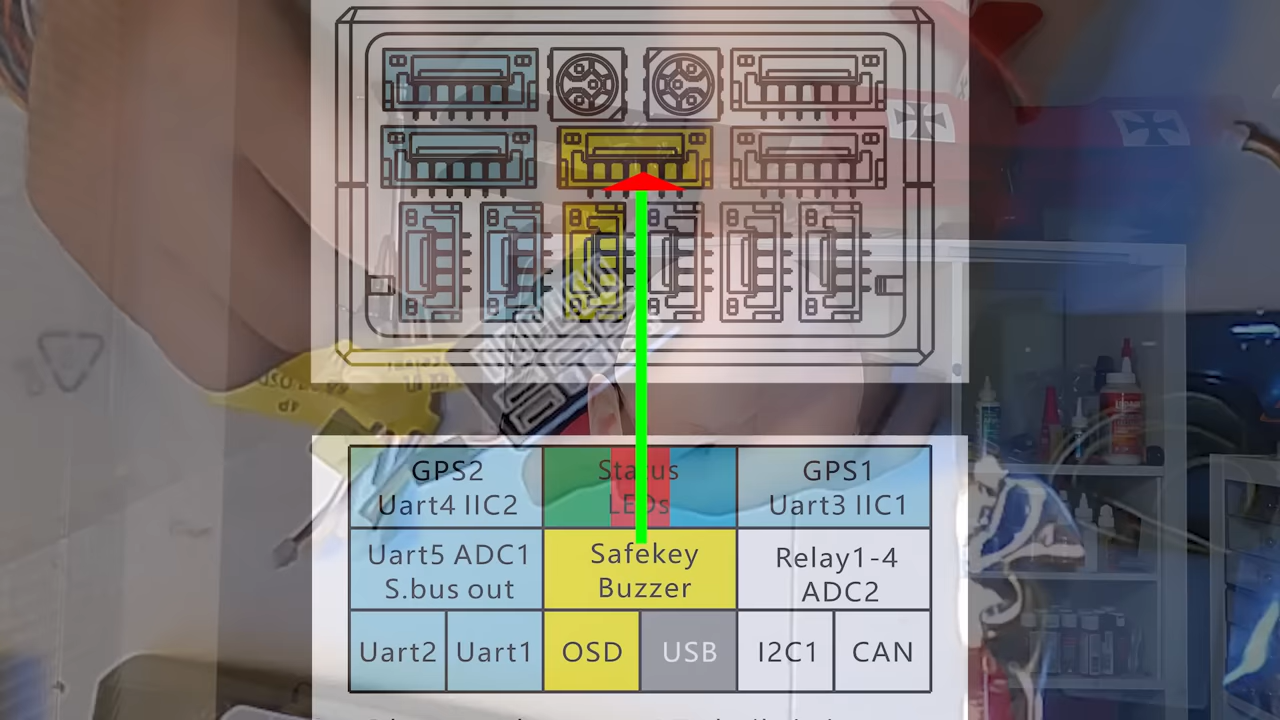 GPS2
Uart4 IIC2
Status
LEDs
GPS1
Uart3 IIC1
Uart5 ADC1
S.bus out
Safekey
Buzzer
Relay1-4
ADC2
Uart2
Uart1
OSD
USB
I2C1
CAN